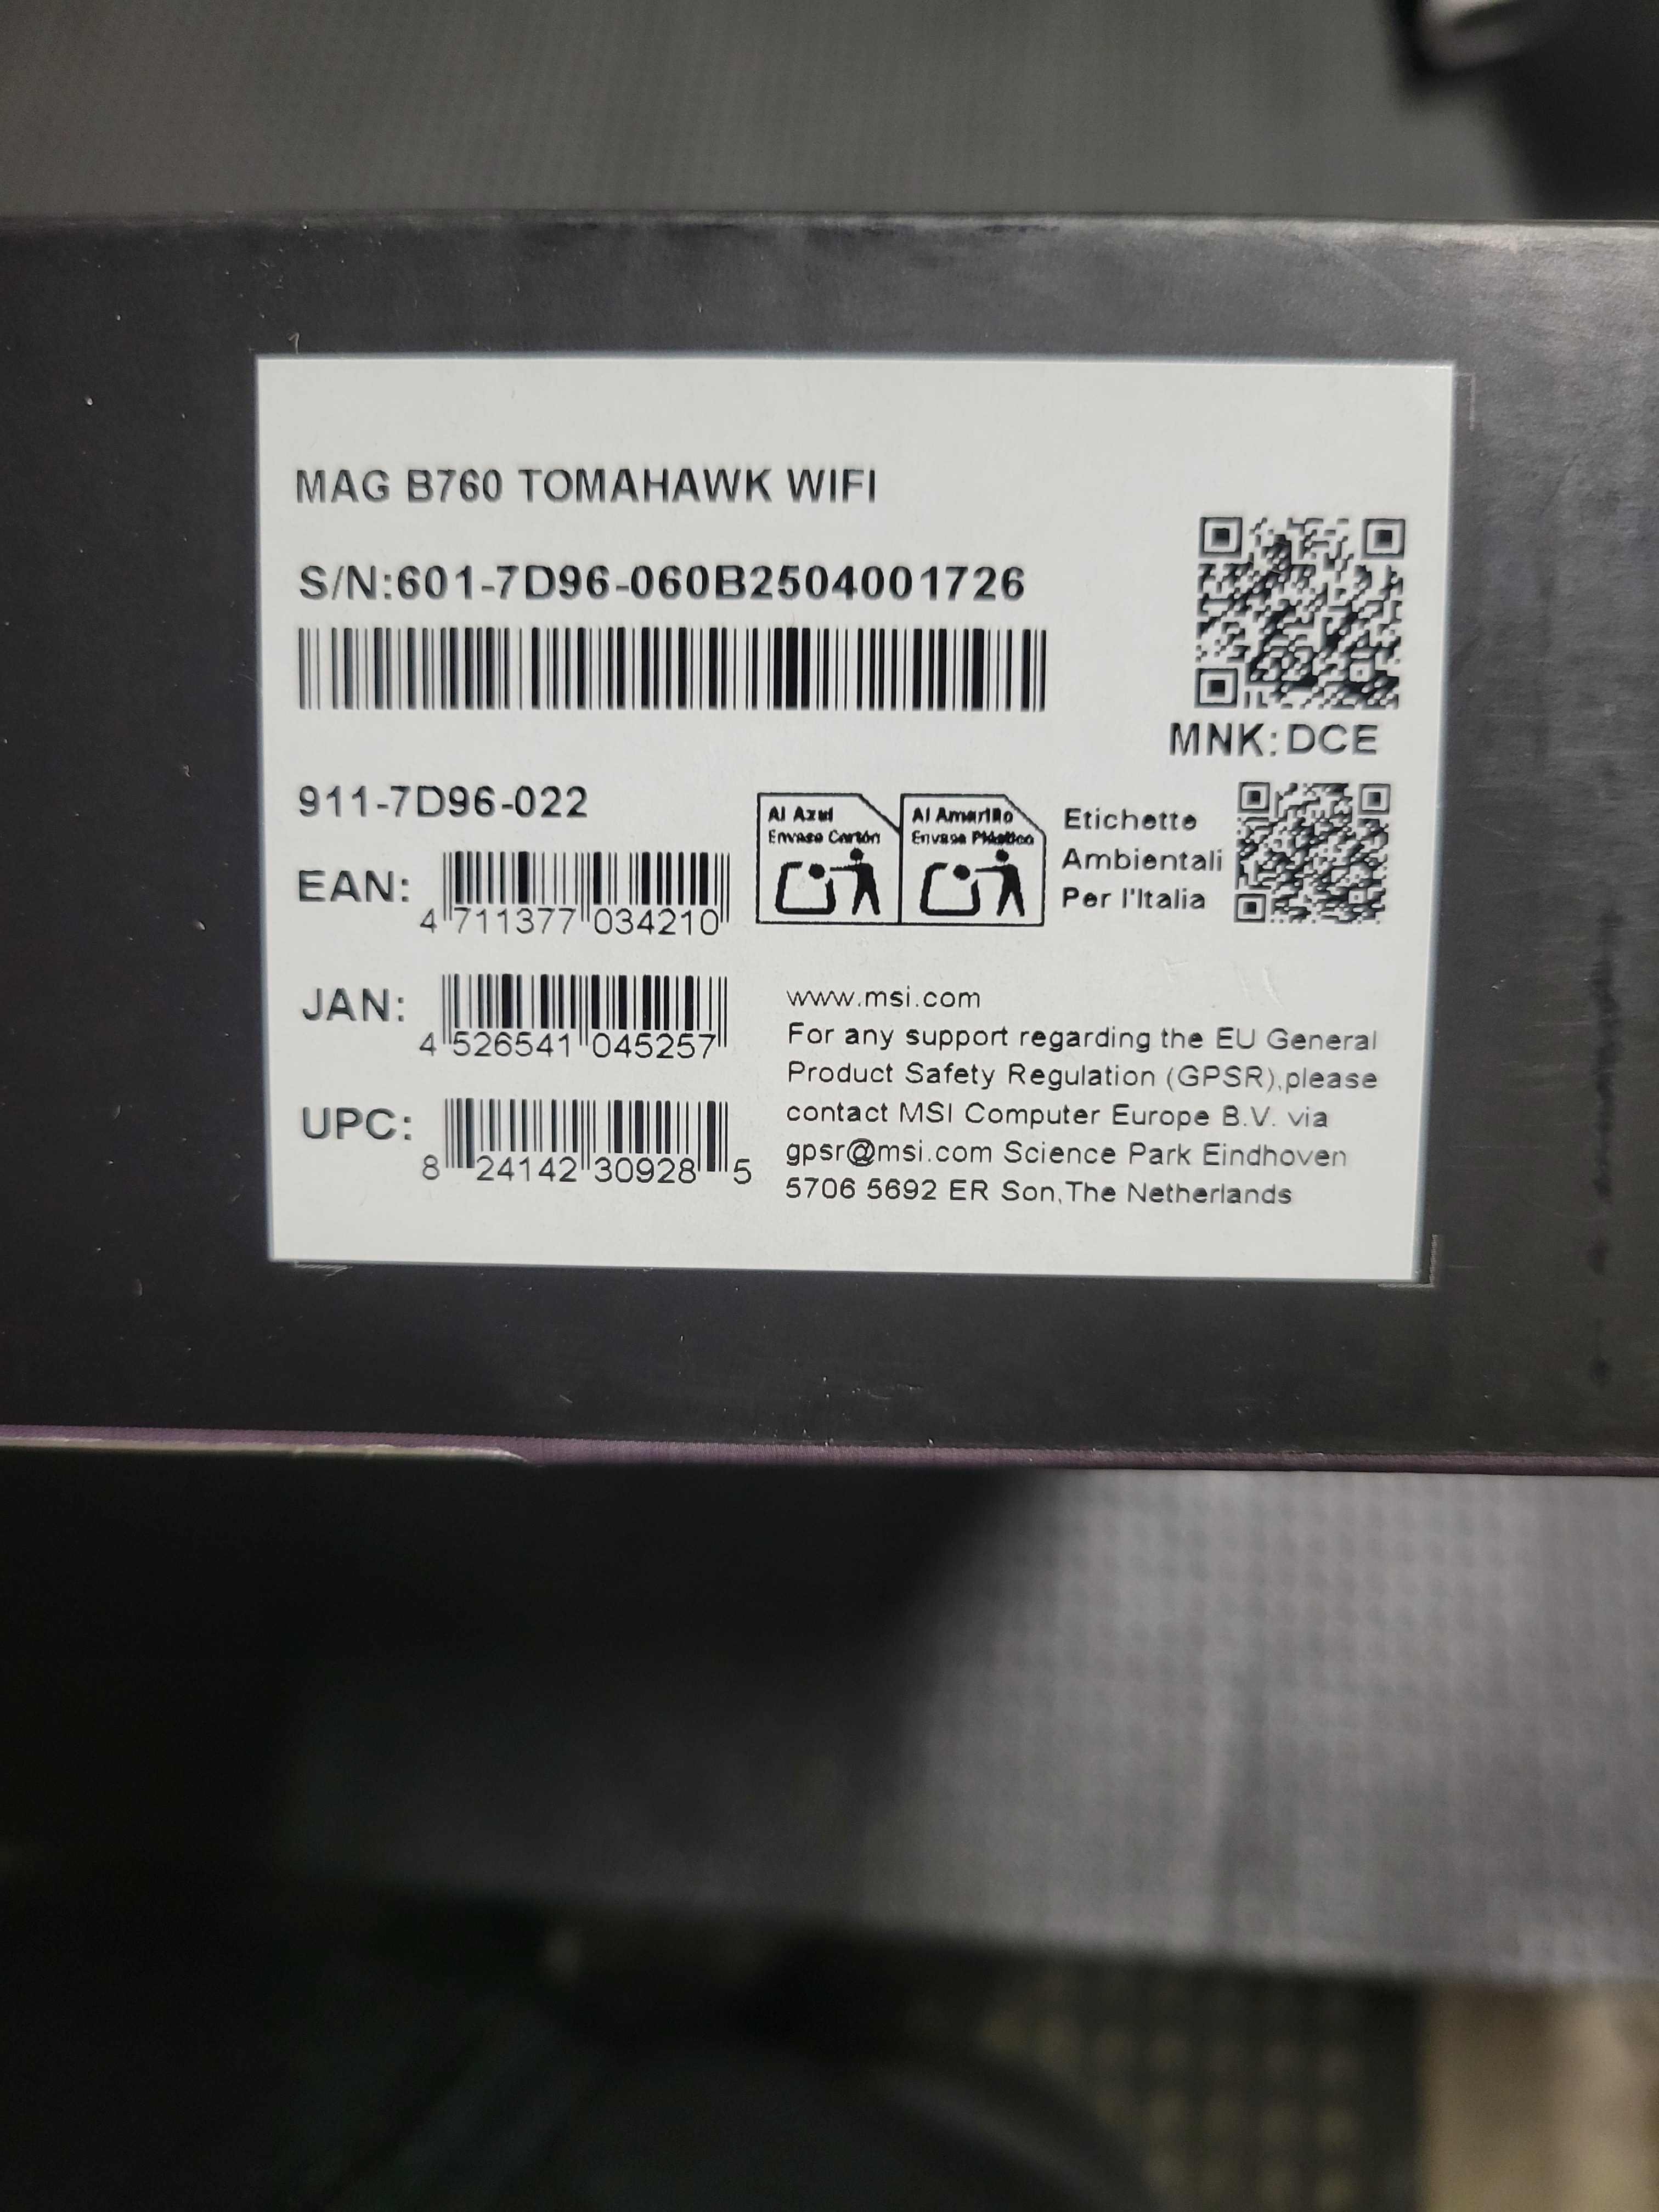 MAG B760 TOMAHAWK WIFI
S/N:601-7D96-060B2504001726
MNK:DCE
911-7D96-022
EAN:
4 711377 034210
JAN:
4 526541 045257
UPC:
8 24142 30928 5
Al Azul
Envase Cartón
Al Amarillo
Envase Plástico
Etichette
Ambientali
Per l'Italia
www.msi.com
For any support regarding the EU General
Product Safety Regulation (GPSR),please
contact MSI Computer Europe B.V. via
gpsr@msi.com Science Park Eindhoven
5706 5692 ER Son,The Netherlands